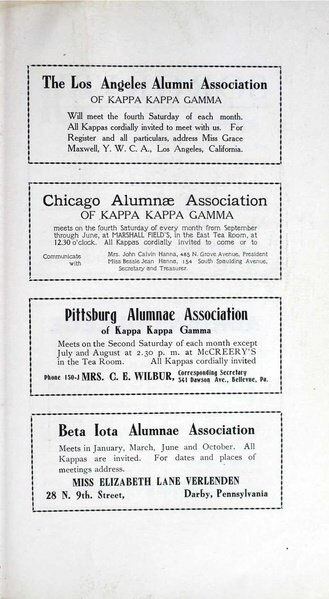 The Los Angeles Alumni Association
OF KAPPA KAPPA GAMMA
Will meet the fourth Saturday of each month.
All Kappas cordially invited to meet with us. For
Register and all particulars, address Miss Grace
Maxwell, Y. W. C. A., Los Angeles, California.
Chicago Alumnæ Association
OF KAPPA KAPPA GAMMA
meets on the fourth Saturday of every month from September
through June, at MARSHALL FIELD'S, in the East Tea Room, at
12.30 o'clock. All Kappas cordially invited to come or to
Communicate with
Mrs. John Calvin Hanna, 485 N. Grove Avenue, President
Miss Bessie Jean Hanne, 154 South Spaulding Avenue,
Secretary and Treasurer.
Pittsburg Alumnae Association
of Kappa Kappa Gamma
Meets on the Second Saturday of each month except
July and August at 2.30 p. m. at McCREERY'S
in the Tea Room. All Kappas cordially invited
Phone 150-J MRS. C. E. WILBUR, Corresponding Secretary
541 Dawson Ave., Bellevue, Pa.
Beta Iota Alumnae Association
Meets in January, March, June and October. All
Kappas are invited. For dates and places of
meetings address.
MISS ELIZABETH LANE VERLENDEN
28 N. 9th. Street, Darby, Pennsylvania